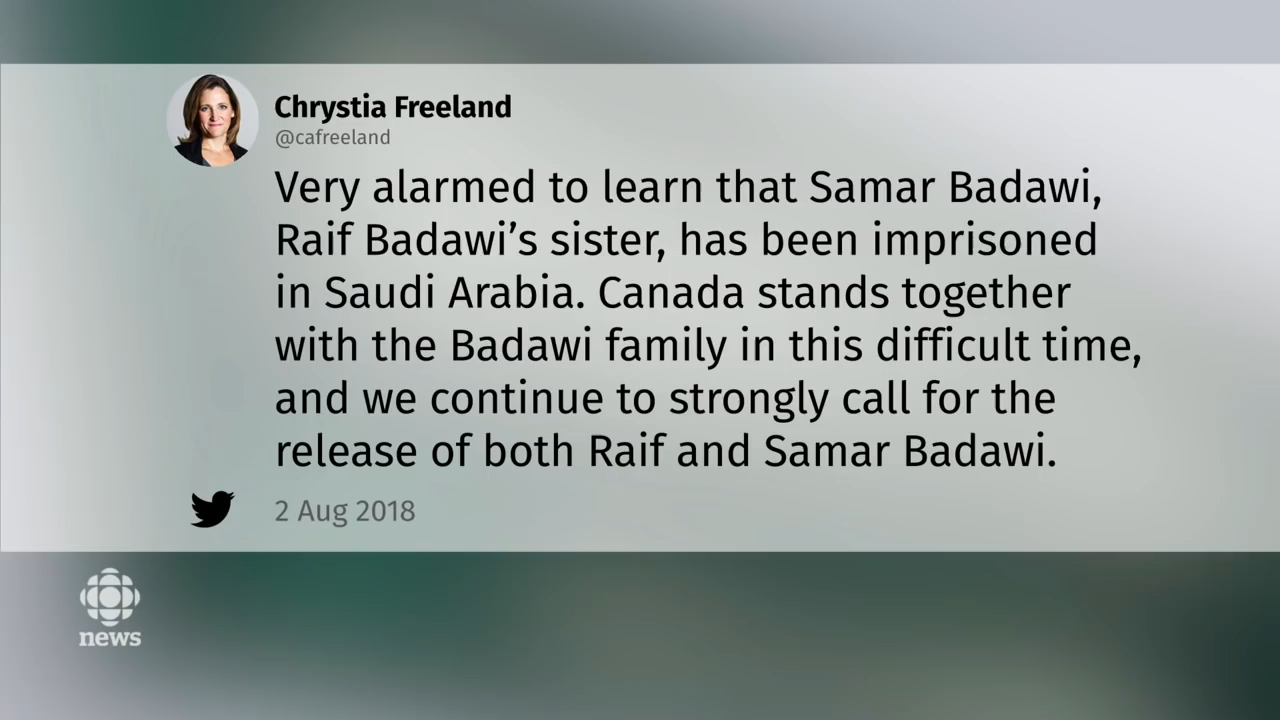 Chrystia Freeland
@cafreeland
Very alarmed to learn that Samar Badawi,
Raif Badawi’s sister, has been imprisoned
in Saudi Arabia. Canada stands together
with the Badawi family in this difficult time,
and we continue to strongly call for the
release of both Raif and Samar Badawi.
2 Aug 2018
news